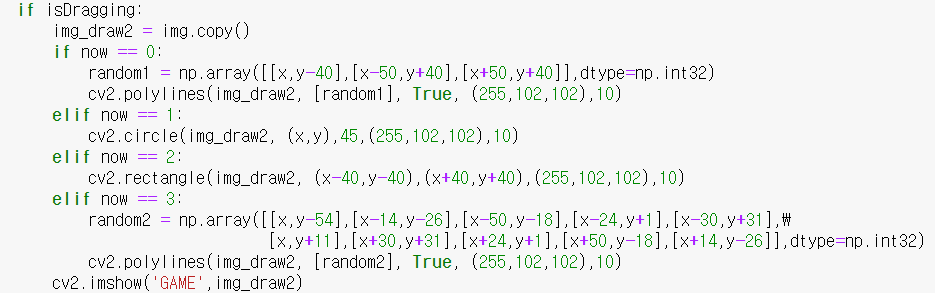 if isDragging:
    img_draw2 = img.copy()
    if now == 0:
        random1 = np.array([[x,y-40],[x-50,y+40],[x+50,y+40]],dtype=np.int32)
        cv2.polylines(img_draw2, [random1], True, (255,102,102),10)
    elif now == 1:
        cv2.circle(img_draw2, (x,y),45,(255,102,102),10)
    elif now == 2:
        cv2.rectangle(img_draw2, (x-40,y-40),(x+40,y+40),(255,102,102),10)
    elif now == 3:
        random2 = np.array([[x,y-54],[x-14,y-26],[x-50,y-18],[x-24,y+1],[x-30,y+31],₩
                            [x,y+11],[x+30,y+31],[x+24,y+1],[x+50,y-18],[x+14,y-26]],dtype=np.int32)
        cv2.polylines(img_draw2, [random2], True, (255,102,102),10)
    cv2.imshow('GAME',img_draw2)